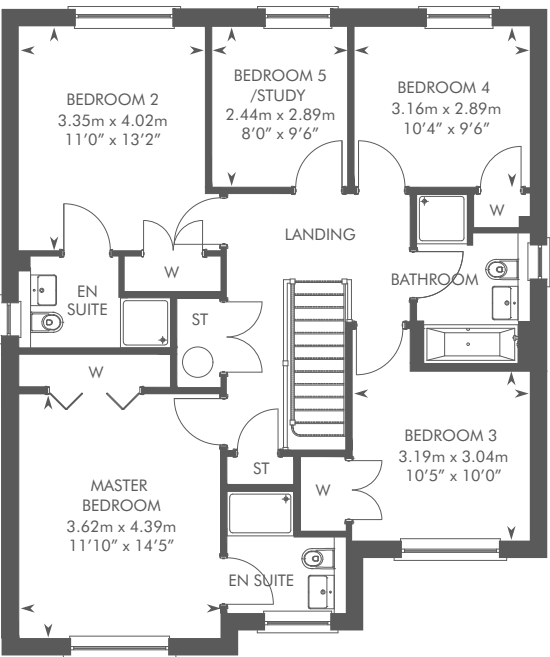 BEDROOM 2
3.35m x 4.02m
11’0” x 13’2”
BEDROOM 5
/STUDY
2.44m x 2.89m
8’0” x 9’6”
BEDROOM 4
3.16m x 2.89m
10’4” x 9’6”
W
LANDING
W
BATHROOM
EN
SUITE
ST
W
BEDROOM 3
3.19m x 3.04m
10’5” x 10’0”
ST
W
MASTER
BEDROOM
3.62m x 4.39m
11’10” x 14’5”
EN SUITE